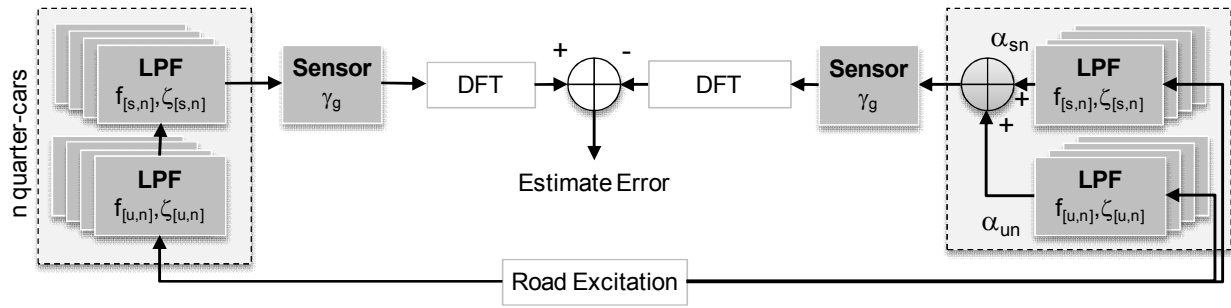 n quarter-cars
LPF
f[s,n],ζ[s,n]
LPF
f[u,n],ζ[u,n]
Sensor
γg
DFT
+
-
Estimate Error
DFT
Sensor
γg
αsn
+
+
LPF
f[s,n],ζ[s,n]
αun
LPF
f[u,n],ζ[u,n]
Road Excitation